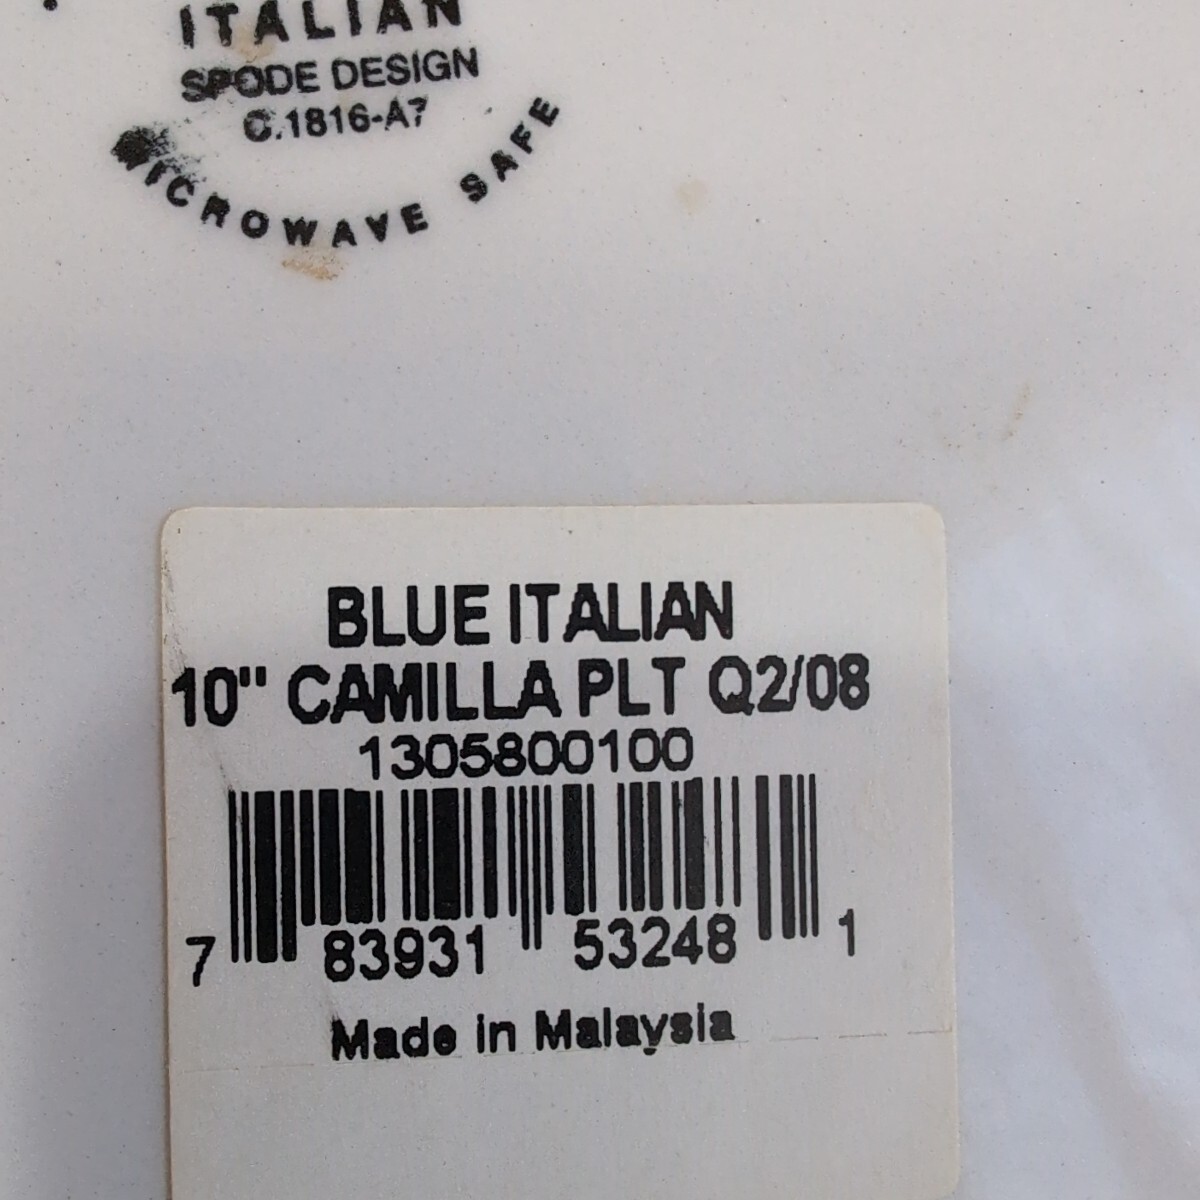 ITALIAN
SPODE DESIGN
C.1816-A7
MICROWAVE SAFE
BLUE ITALIAN
10" CAMILLA PLT Q2/08
1305800100
7 83931 53248 1
Made in Malaysia